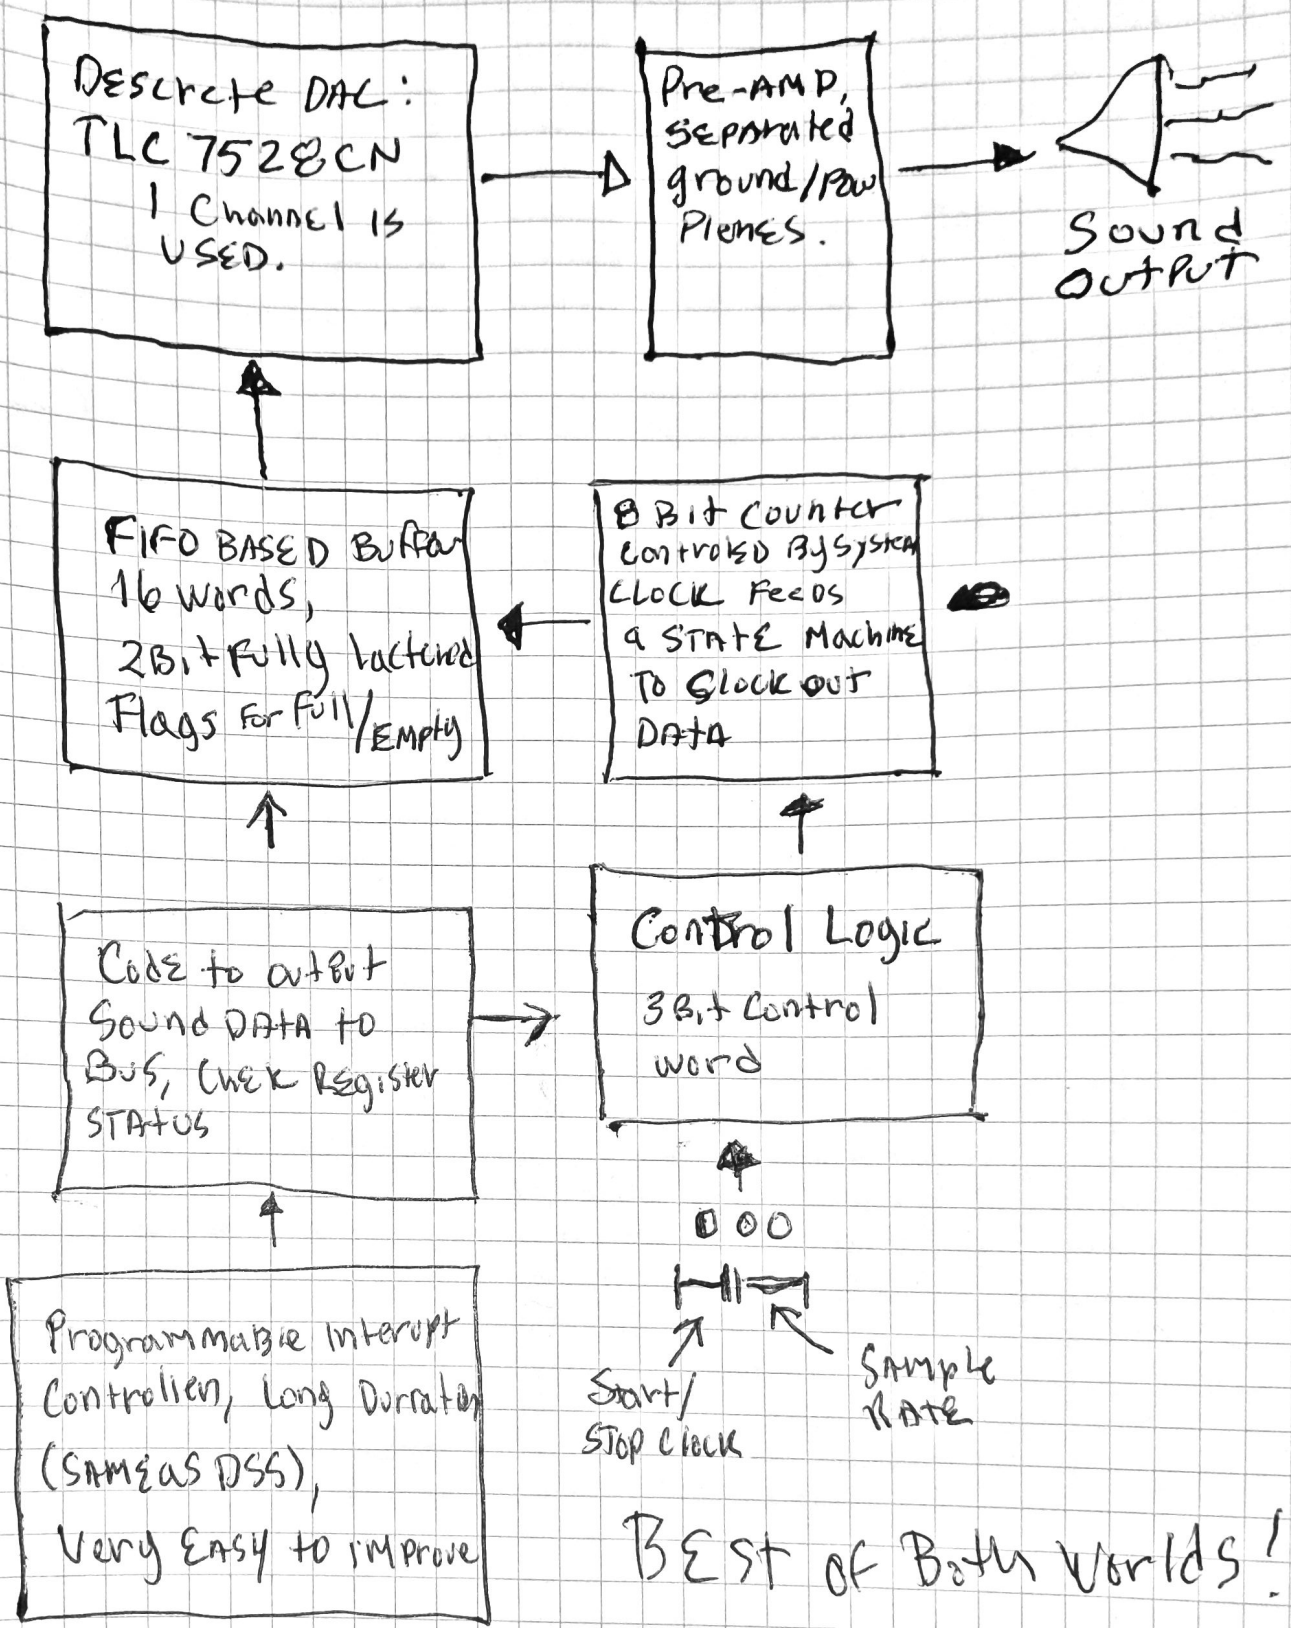 DEScrete DAC:
TLC 7528CN
1 Channel is
USED.
Pre-AMP,
SEPArated
ground/pow
PlenES.
Sound
Output
FIFO BASED Buffer
16 words,
2Bit fully
Flags For Full/Empty
8 Bit Counter
controlED By System
CLOCK FeeDs
a STATE Machine
To Clock out
DAtA
CodE to output
Sound DATA to
Bus, ChEK REgister
STAtUS
Control Logic
3Bit Control
word
000
Start/
STOP Clock
SAMple
RAtE
Programmable interupt
Controller, Long Durration
(SAMEas DSS),
Very EASY to improve
BEst of Both Worlds!